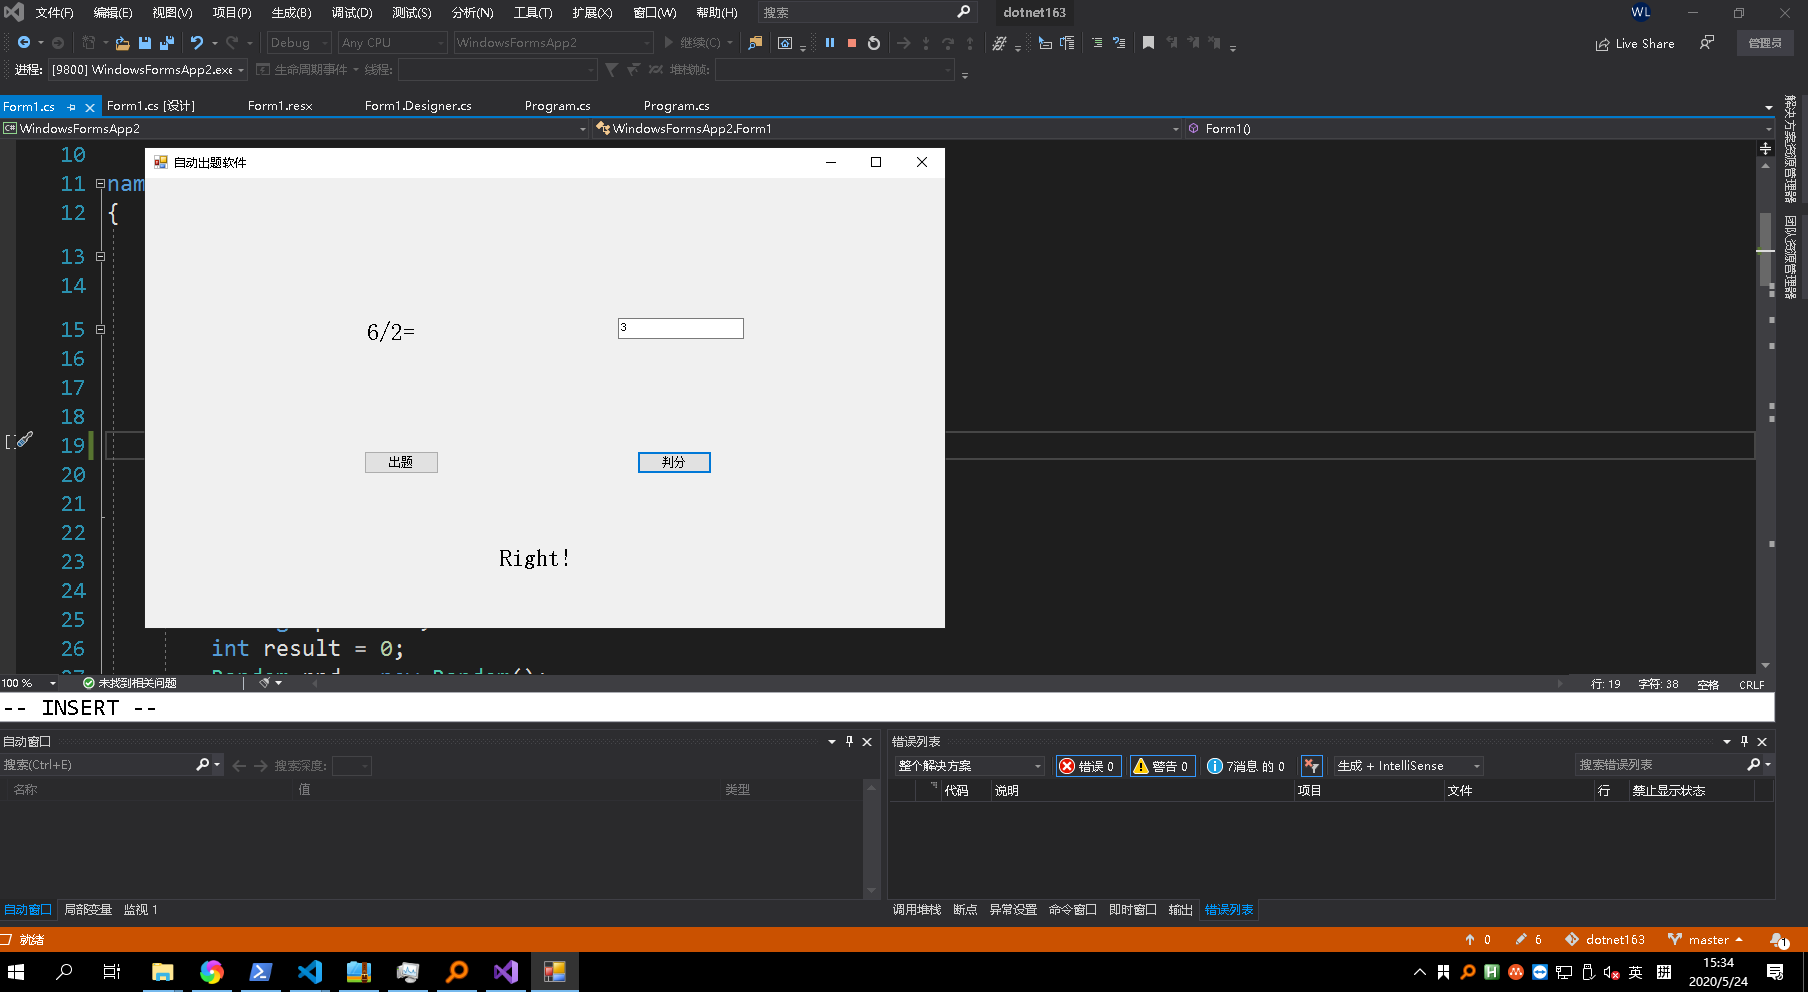 文件(F) 编辑(E) 视图(V) 项目(P) 生成(B) 调试(D) 测试(S) 分析(N) 工具(T) 扩展(X) 窗口(W) 帮助(H) 搜索 dotnet163 WL
Debug Any CPU WindowsFormsApp2 继续(C) Live Share 管理员
进程: [9800] WindowsFormsApp2.exe 生命周期事件 线程: 堆栈帧:
Form1.cs Form1.cs [设计] Form1.resx Form1.Designer.cs Program.cs Program.cs
C# WindowsFormsApp2 WindowsFormsApp2.Form1 Form1()
解决方案资源管理器
团队资源管理器
自动出题软件
6/2=
3
出题 判分
Right!
10
11 nam
12 {
13
14
15
16
17
18
19
20
21
22
23
24
25
26 int result = 0;
100 % 未找到相关问题 行: 19 字符: 38 空格 CRLF
-- INSERT --
自动窗口
搜索(Ctrl+E) 搜索深度:
名称 值 类型
自动窗口 局部变量 监视 1
错误列表
整个解决方案 错误 0 警告 0 7消息 的 0 生成 + IntelliSense 搜索错误列表
代码 说明 项目 文件 行 禁止显示状态
调用堆栈 断点 异常设置 命令窗口 即时窗口 输出 错误列表
就绪 0 6 dotnet163 master 1
英 拼 15:34
2020/5/24